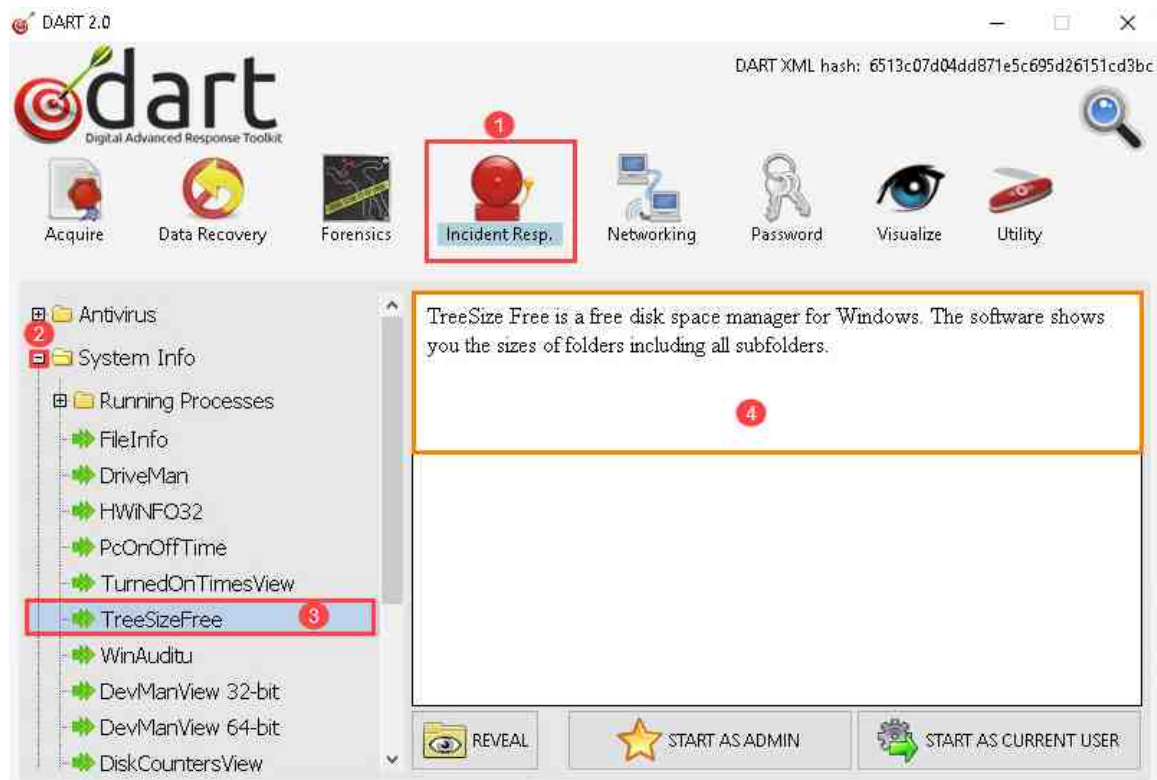 DART 2.0
dart
Digital Advanced Response Toolkit
DART XML hash: 6513c07d04dd871e5c695d26151cd3bc
1
Acquire
Data Recovery
Forensics
Incident Resp.
Networking
Password
Visualize
Utility
Antivirus
2
System Info
Running Processes
FileInfo
DriveMan
HWiNFO32
PcOnOffTime
TurnedOnTimesView
TreeSizeFree
3
WinAuditu
DevManView 32-bit
DevManView 64-bit
DiskCountersView
TreeSize Free is a free disk space manager for Windows. The software shows
you the sizes of folders including all subfolders.
4
REVEAL
START AS ADMIN
START AS CURRENT USER